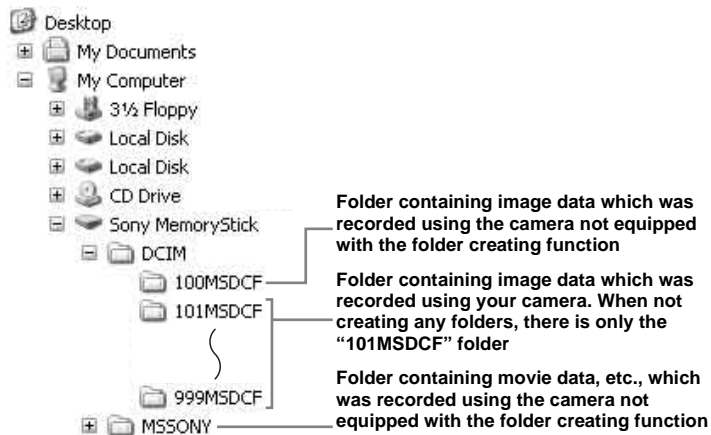 Desktop
My Documents
My Computer
3½ Floppy
Local Disk
Local Disk
CD Drive
Sony MemoryStick
DCIM
100MSDCF
101MSDCF
999MSDCF
MSSONY
Folder containing image data which was
recorded using the camera not equipped
with the folder creating function
Folder containing image data which was
recorded using your camera. When not
creating any folders, there is only the
“101MSDCF” folder
Folder containing movie data, etc., which
was recorded using the camera not
equipped with the folder creating function